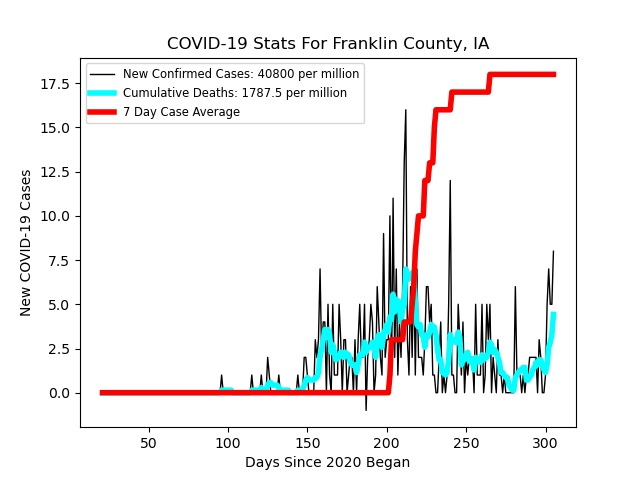 COVID-19 Stats For Franklin County, IA
New Confirmed Cases: 40800 per million
Cumulative Deaths: 1787.5 per million
7 Day Case Average
17.5
15.0
12.5
10.0
7.5
5.0
2.5
0.0
New COVID-19 Cases
50 100 150 200 250 300
Days Since 2020 Began